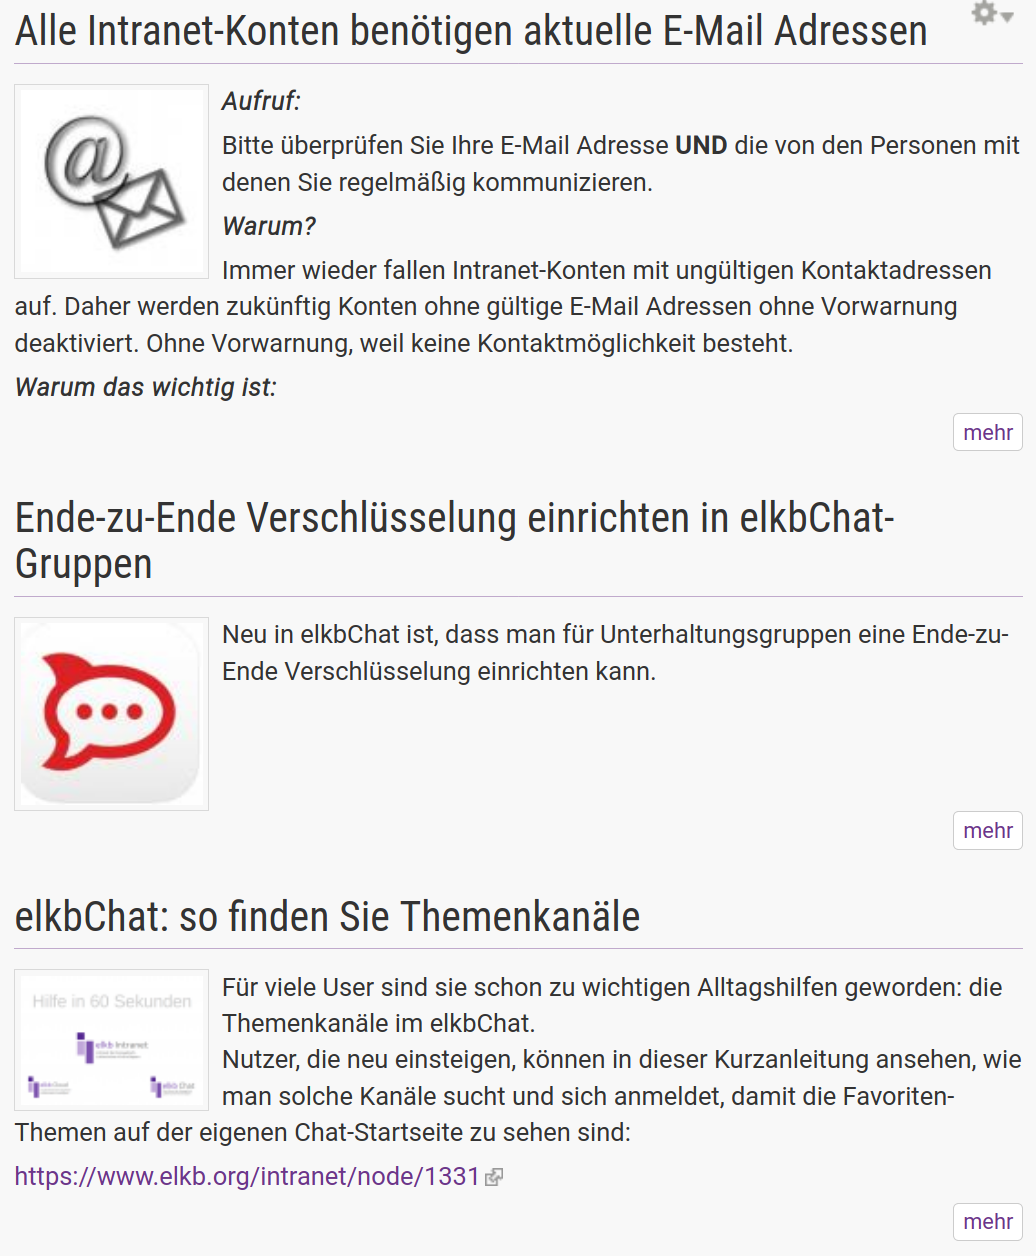 Alle Intranet-Konten benötigen aktuelle E-Mail Adressen
Aufruf:
Bitte überprüfen Sie Ihre E-Mail Adresse UND die von den Personen mit
denen Sie regelmäßig kommunizieren.
Warum?
Immer wieder fallen Intranet-Konten mit ungültigen Kontaktadressen
auf. Daher werden zukünftig Konten ohne gültige E-Mail Adressen ohne Vorwarnung
deaktiviert. Ohne Vorwarnung, weil keine Kontaktmöglichkeit besteht.
Warum das wichtig ist:
mehr
Ende-zu-Ende Verschlüsselung einrichten in elkbChat-
Gruppen
Neu in elkbChat ist, dass man für Unterhaltungsgruppen eine Ende-zu-
Ende Verschlüsselung einrichten kann.
mehr
elkbChat: so finden Sie Themenkanäle
Hilfe in 60 Sekunden
elkb Intranet
elkb Chat
Für viele User sind sie schon zu wichtigen Alltagshilfen geworden: die
Themenkanäle im elkbChat.
Nutzer, die neu einsteigen, können in dieser Kurzanleitung ansehen, wie
man solche Kanäle sucht und sich anmeldet, damit die Favoriten-
Themen auf der eigenen Chat-Startseite zu sehen sind:
https://www.elkb.org/intranet/node/1331
mehr